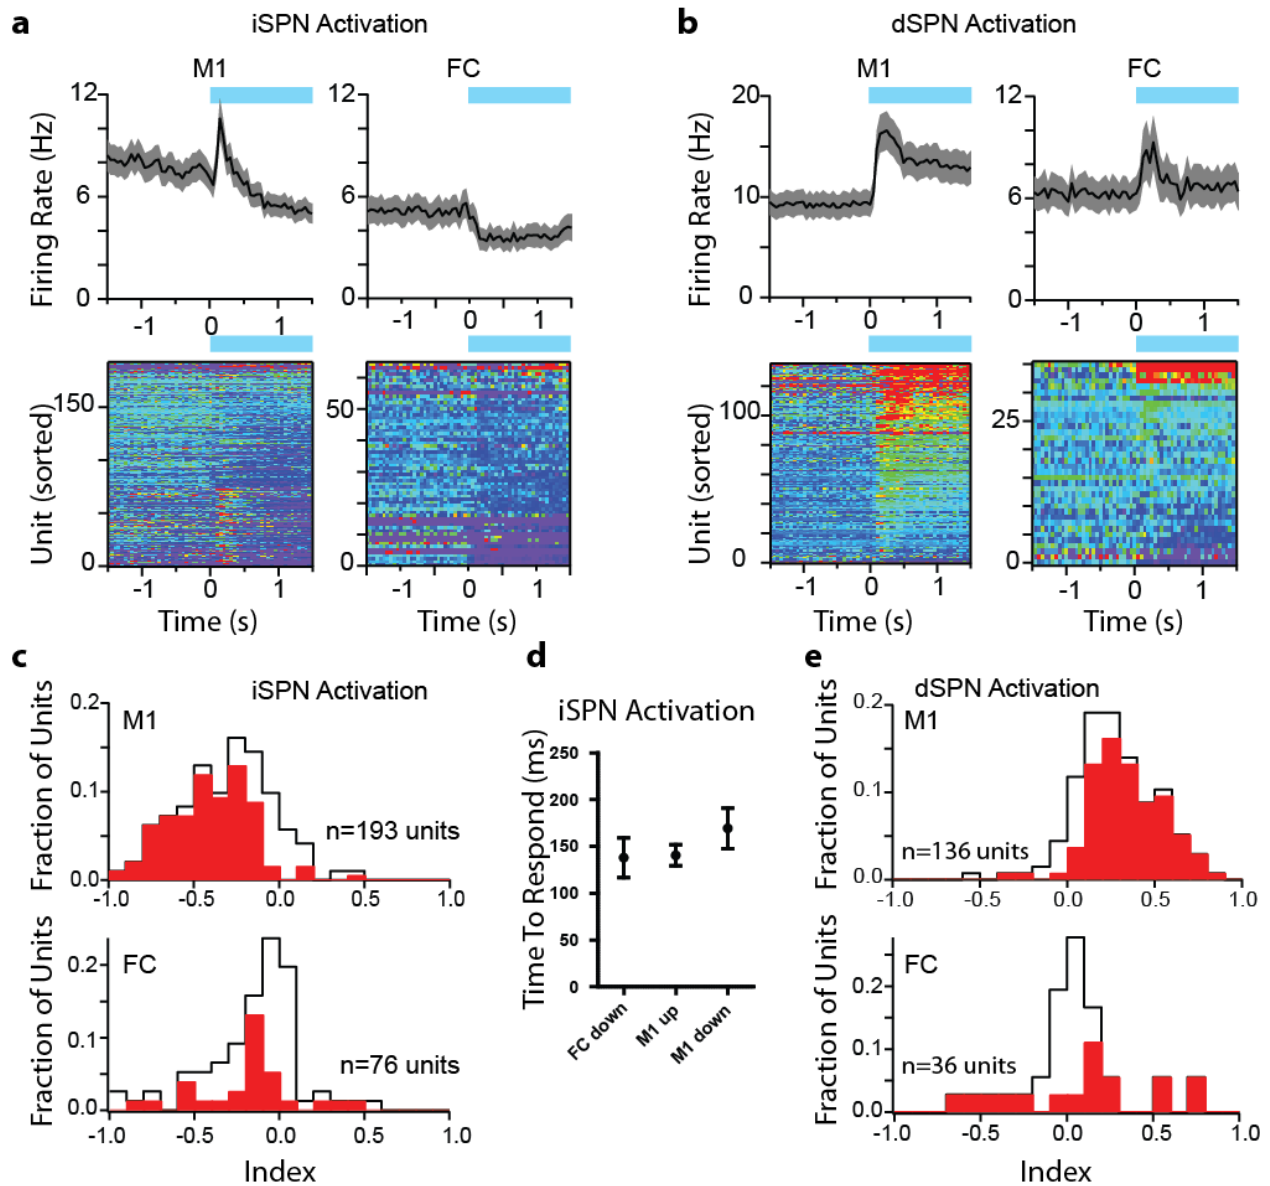 a
iSPN Activation
b
dSPN Activation
M1
FC
M1
FC
Firing Rate (Hz)
12
6
0
-1 0 1
12
6
0
-1 0 1
Firing Rate (Hz)
20
10
0
-1 0 1
12
6
0
-1 0 1
Unit (sorted)
150
0
-1 0 1
Time (s)
50
0
-1 0 1
Time (s)
Unit (sorted)
100
0
-1 0 1
Time (s)
25
0
-1 0 1
Time (s)
c
iSPN Activation
Fraction of Units
M1
0.2
0.1
0.0
n=193 units
-1.0 -0.5 0.0 0.5 1.0
Fraction of Units
FC
0.2
0.1
0.0
n=76 units
-1.0 -0.5 0.0 0.5 1.0
Index
d
iSPN Activation
Time To Respond (ms)
250
200
150
100
50
0
FC down
M1 up
M1 down
e
dSPN Activation
Fraction of Units
M1
0.2
0.1
0.0
n=136 units
-1.0 -0.5 0.0 0.5 1.0
Fraction of Units
FC
0.2
0.1
0.0
n=36 units
-1.0 -0.5 0.0 0.5 1.0
Index